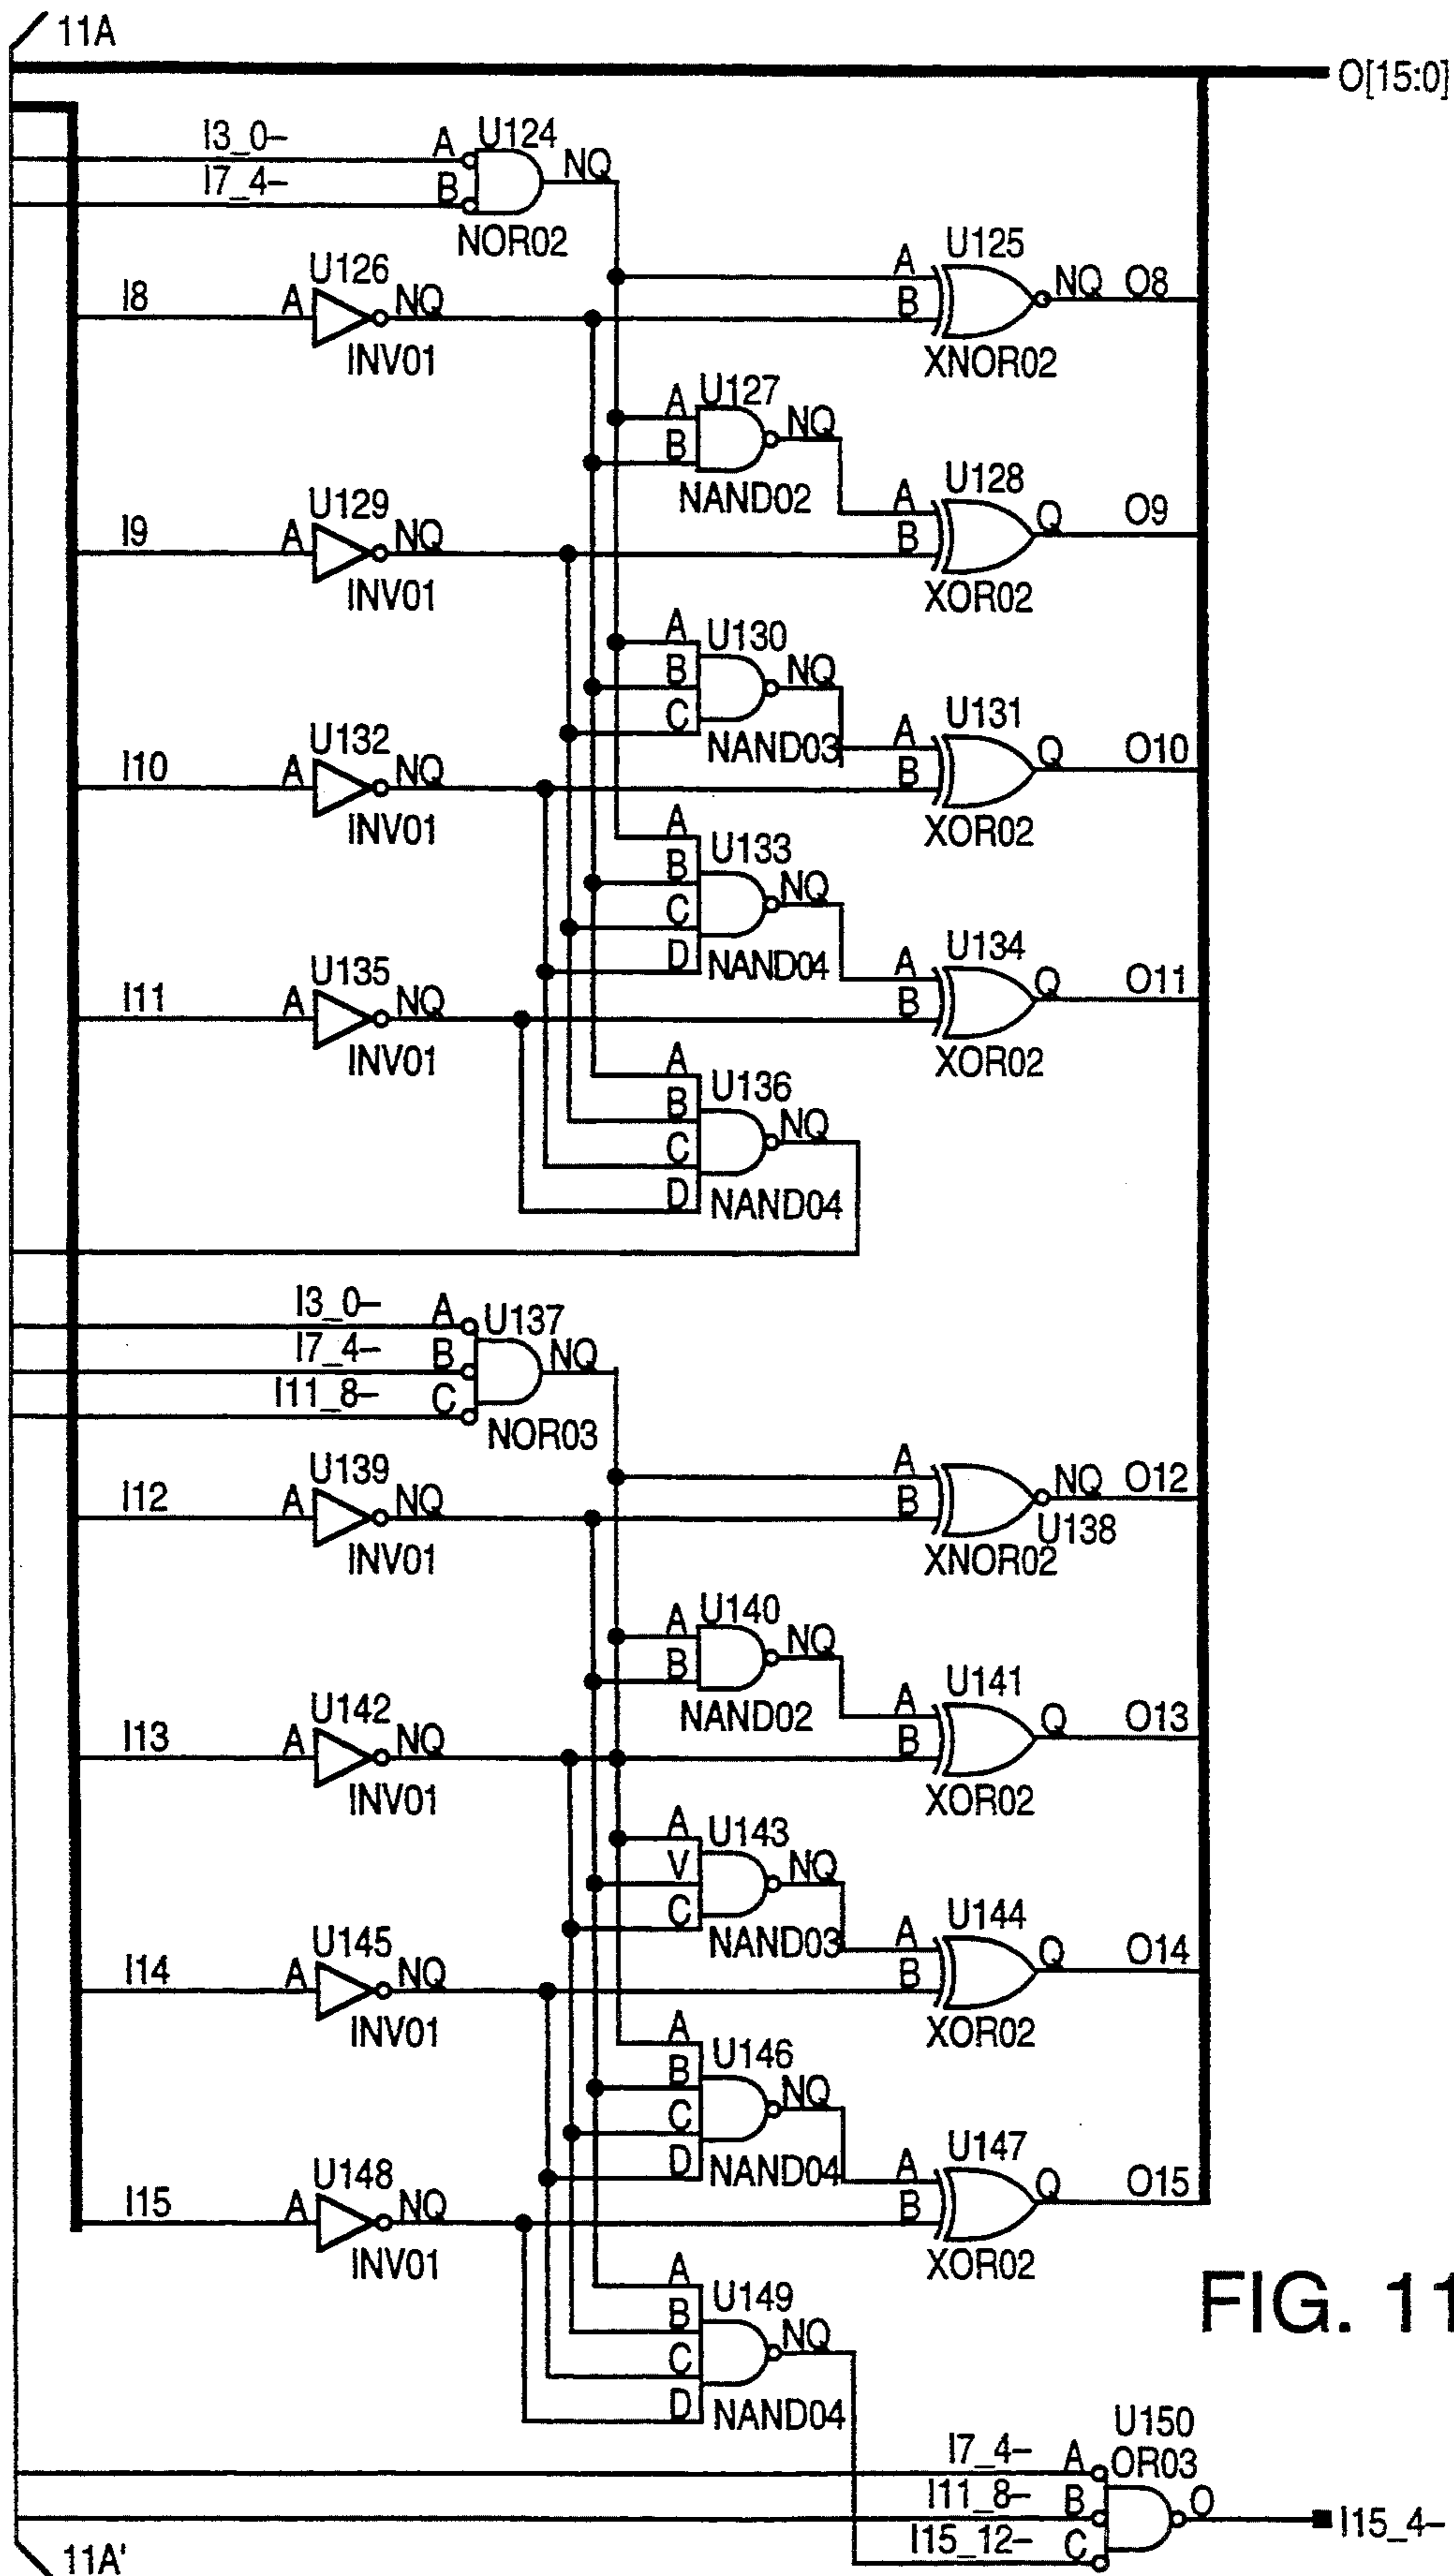 11A
O[15:0]
I3_0–
A
U124
NQ
I7_4–
B
NOR02
U125
U126
A
NQ
O8
I8
A
NQ
B
INV01
XNOR02
U127
A
NQ
B
U128
U129
NAND02
A
Q
O9
I9
A
NQ
B
INV01
XOR02
A
U130
B
NQ
C
U131
U132
NAND03
A
Q
O10
I10
A
NQ
B
INV01
A
XOR02
U133
B
NQ
C
U134
U135
D
NAND04
A
Q
O11
I11
A
NQ
B
INV01
A
XOR02
U136
B
NQ
C
D
NAND04
I3_0–
A
U137
I7_4–
B
NQ
I11_8–
C
NOR03
U139
A
NQ
O12
I12
A
NQ
B
U138
INV01
XNOR02
U140
A
NQ
B
U141
U142
NAND02
A
Q
O13
I13
A
NQ
B
INV01
XOR02
A
U143
V
NQ
C
U144
U145
NAND03
A
Q
O14
I14
A
NQ
B
INV01
A
XOR02
U146
B
NQ
C
U147
U148
D
NAND04
A
Q
O15
I15
A
NQ
B
INV01
A
XOR02
U149
B
NQ
C
D
NAND04
FIG. 11
U150
I7_4–
A
OR03
I11_8–
B
O
I15_4–
I15_12–
C
11A'